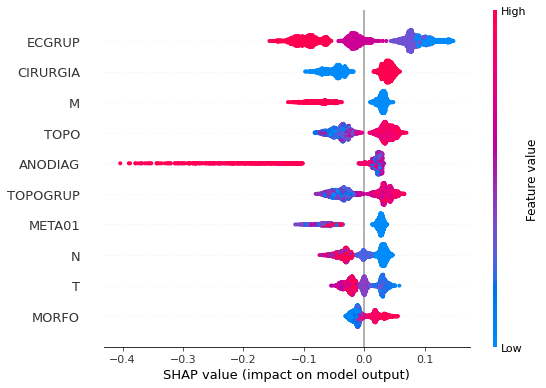 High
ECGRUP
CIRURGIA
M
TOPO
ANODIAG
TOPOGRUP
META01
N
T
MORFO
Feature value
Low
−0.4 −0.3 −0.2 −0.1 0.0 0.1
SHAP value (impact on model output)